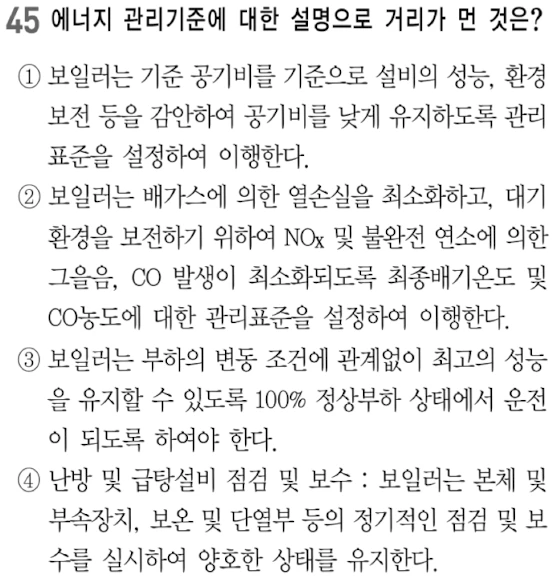 45 에너지 관리기준에 대한 설명으로 거리가 먼 것은?
① 보일러는 기준 공기비를 기준으로 설비의 성능, 환경
보전 등을 감안하여 공기비를 낮게 유지하도록 관리
표준을 설정하여 이행한다.
② 보일러는 배가스에 의한 열손실을 최소화하고, 대기
환경을 보전하기 위하여 NOx 및 불완전 연소에 의한
그을음, CO 발생이 최소화되도록 최종배기온도 및
CO농도에 대한 관리표준을 설정하여 이행한다.
③ 보일러는 부하의 변동 조건에 관계없이 최고의 성능
을 유지할 수 있도록 100% 정상부하 상태에서 운전
이 되도록 하여야 한다.
④ 난방 및 급탕설비 점검 및 보수 : 보일러는 본체 및
부속장치, 보온 및 단열부 등의 정기적인 점검 및 보
수를 실시하여 양호한 상태를 유지한다.